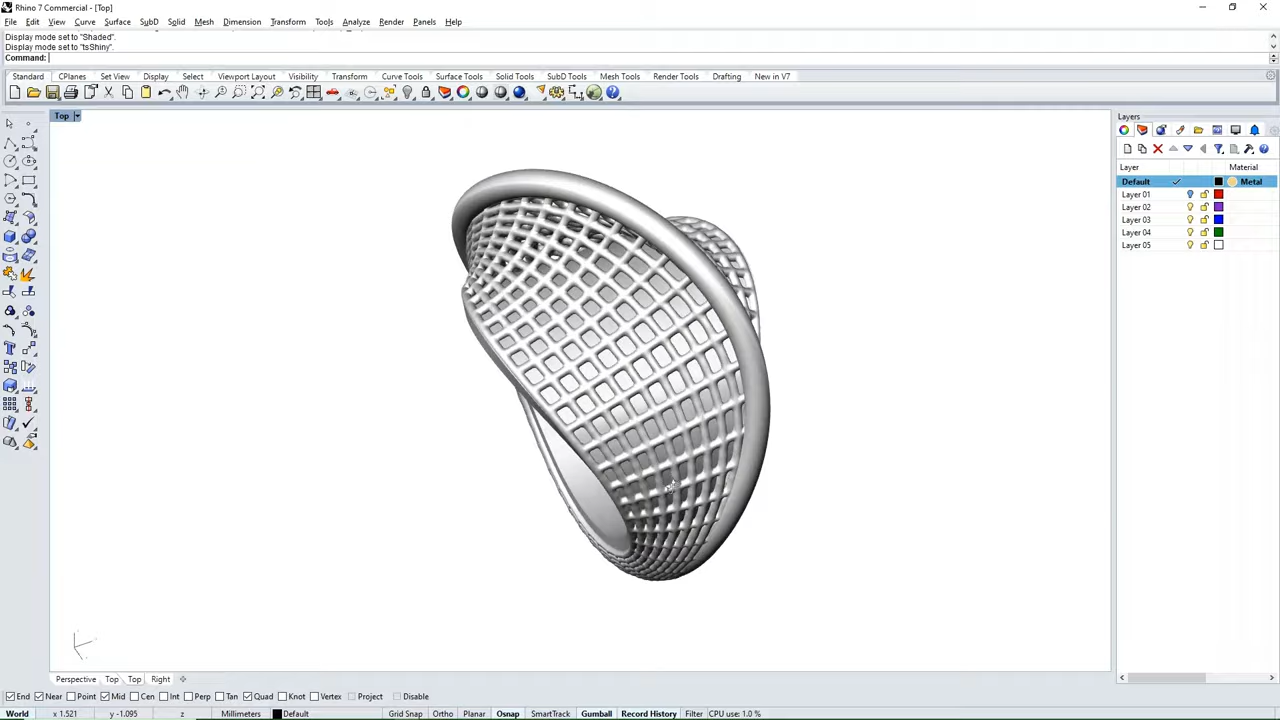 Rhino 7 Commercial - [Top]
File Edit View Curve Surface SubD Solid Mesh Dimension Transform Tools Analyze Render Panels Help
Display mode set to "Shaded".
Display mode set to "tsShiny".
Command:
Standard CPlanes Set View Display Select Viewport Layout Visibility Transform Curve Tools Surface Tools Solid Tools SubD Tools Mesh Tools Render Tools Drafting New in V7
Top
Layers
Layer Material
Default Metal
Layer 01
Layer 02
Layer 03
Layer 04
Layer 05
Perspective Top Top Right
End Near Point Mid Cen Int Perp Tan Quad Knot Vertex Project Disable
World x 1.521 y -1.095 z Millimeters Default Grid Snap Ortho Planar Osnap SmartTrack Gumball Record History Filter CPU use: 1.0 %